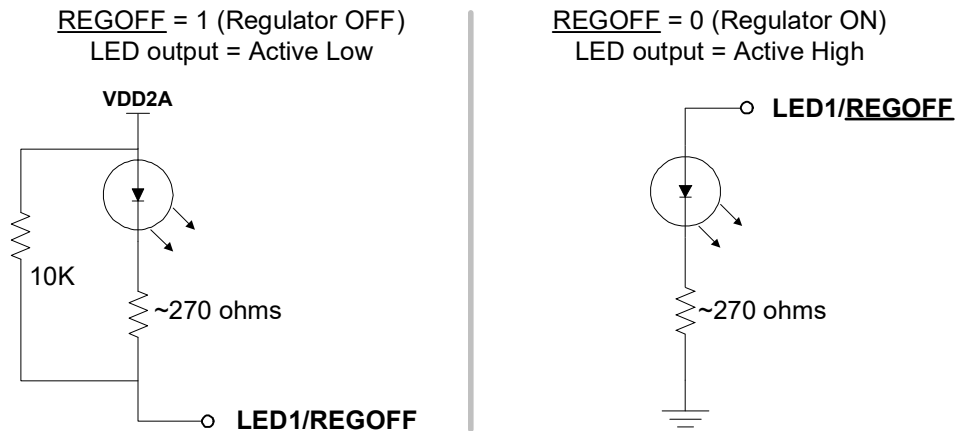 REGOFF = 1 (Regulator OFF)
LED output = Active Low
VDD2A
10K
~270 ohms
LED1/REGOFF
REGOFF = 0 (Regulator ON)
LED output = Active High
LED1/REGOFF
~270 ohms